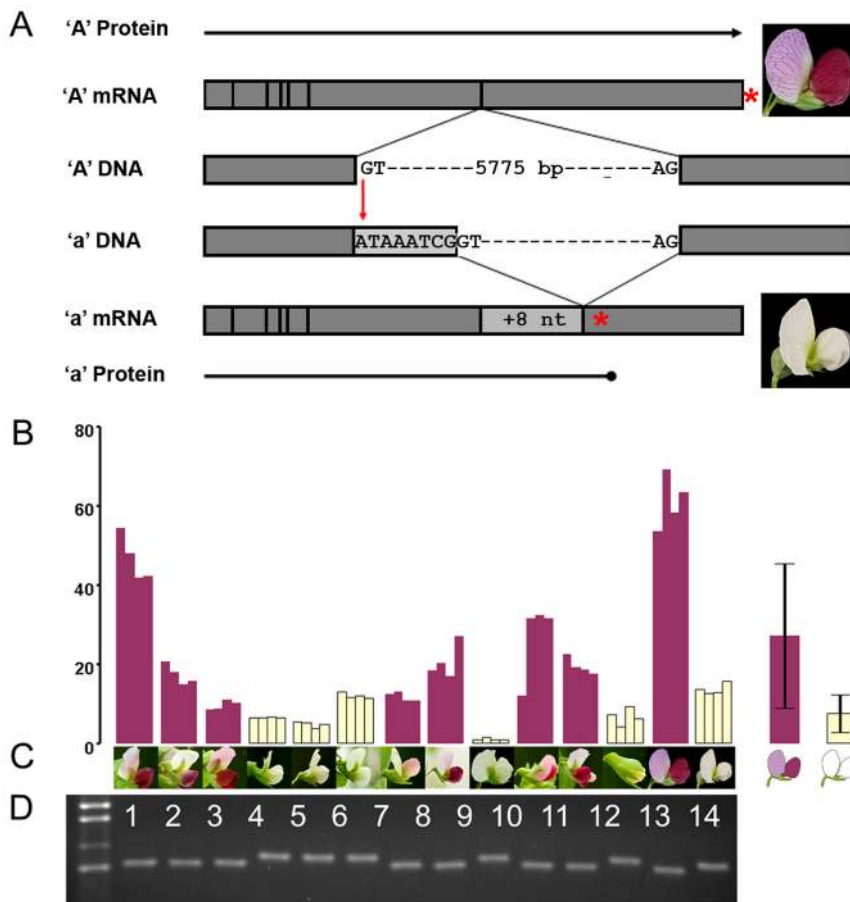 A
‘A’ Protein
‘A’ mRNA *
‘A’ DNA GT-------5775 bp------AG
‘a’ DNA ATAAATCGGT--------------AG
‘a’ mRNA +8 nt *
‘a’ Protein
B
80
60
40
20
0
C
D
1 2 3 4 5 6 7 8 9 10 11 12 13 14